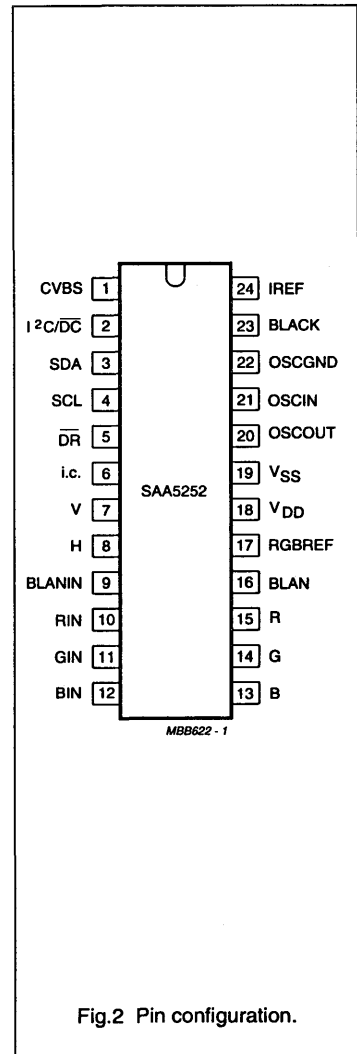 CVBS 1 24 IREF
I²C/D̅C̅ 2 23 BLACK
SDA 3 22 OSCGND
SCL 4 21 OSCIN
D̅R̅ 5 20 OSCOUT
i.c. 6 19 VSS
SAA5252
V 7 18 VDD
H 8 17 RGBREF
BLANIN 9 16 BLAN
RIN 10 15 R
GIN 11 14 G
BIN 12 13 B
MBB622 - 1
Fig.2 Pin configuration.